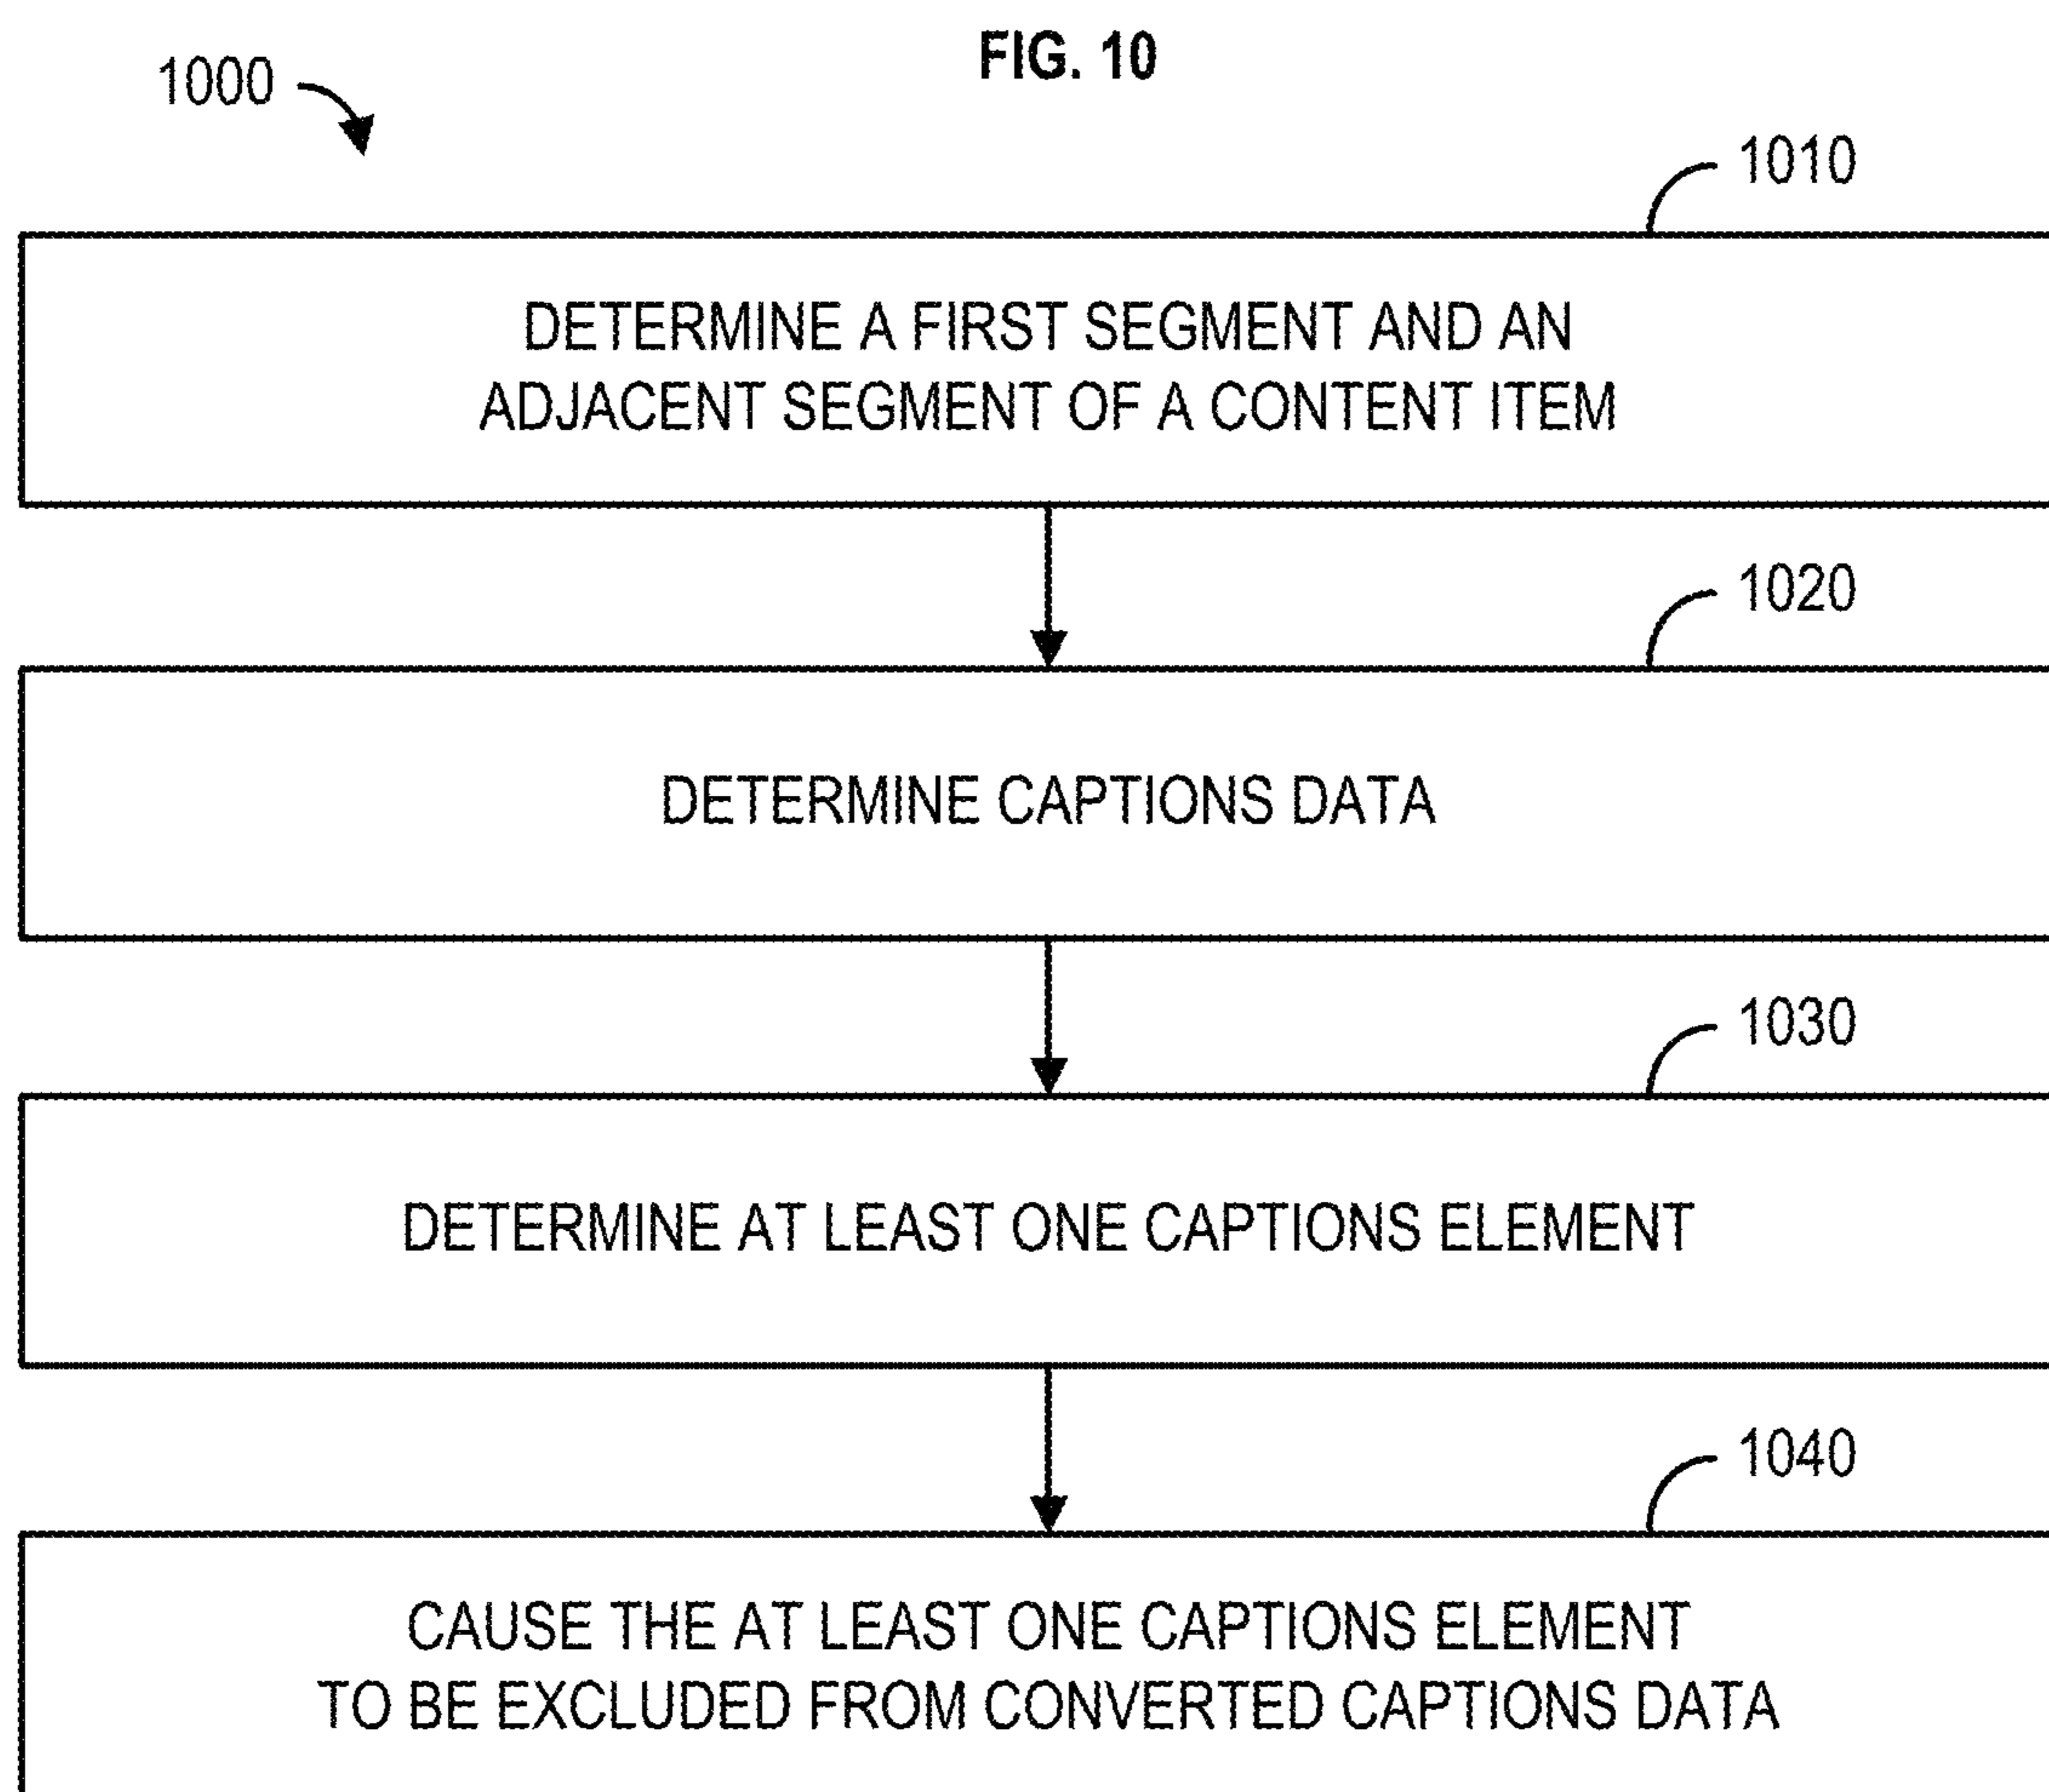 FIG. 10
1000
1010
DETERMINE A FIRST SEGMENT AND AN
ADJACENT SEGMENT OF A CONTENT ITEM
1020
DETERMINE CAPTIONS DATA
1030
DETERMINE AT LEAST ONE CAPTIONS ELEMENT
1040
CAUSE THE AT LEAST ONE CAPTIONS ELEMENT
TO BE EXCLUDED FROM CONVERTED CAPTIONS DATA